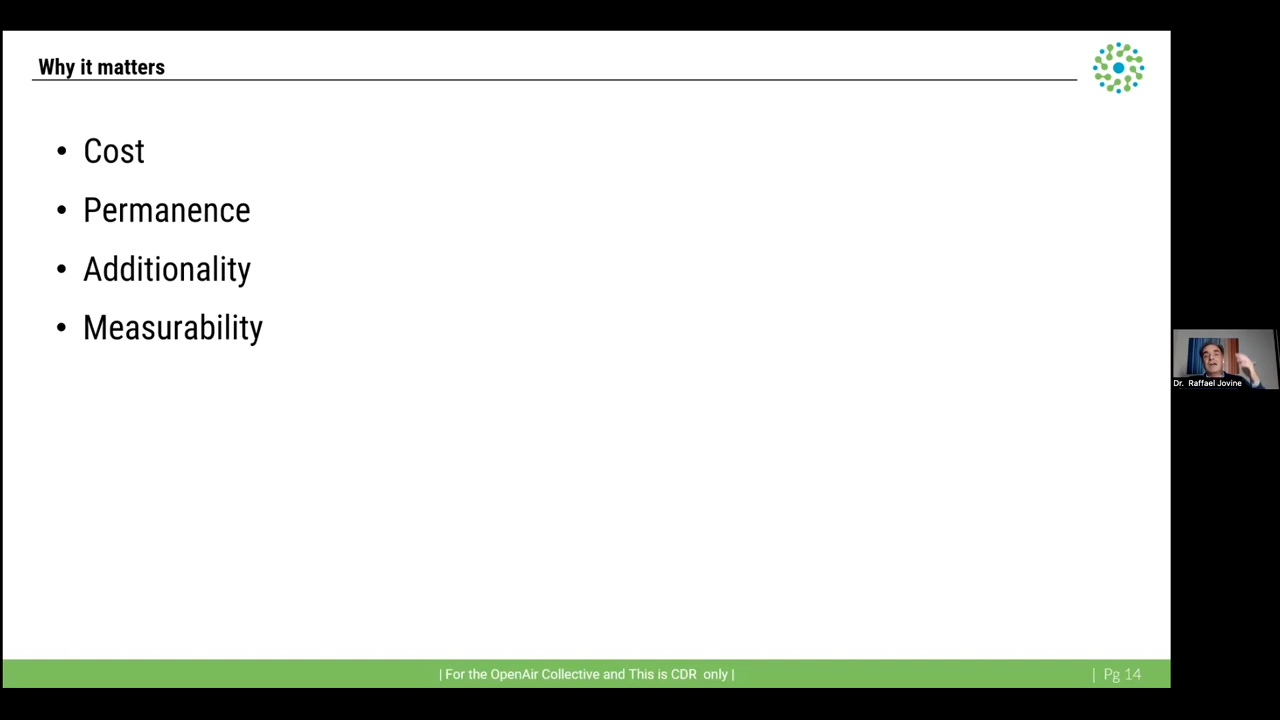 Why it matters
• Cost
• Permanence
• Additionality
• Measurability
Dr. Raffael Jovine
| For the OpenAir Collective and This is CDR only |
| Pg 14